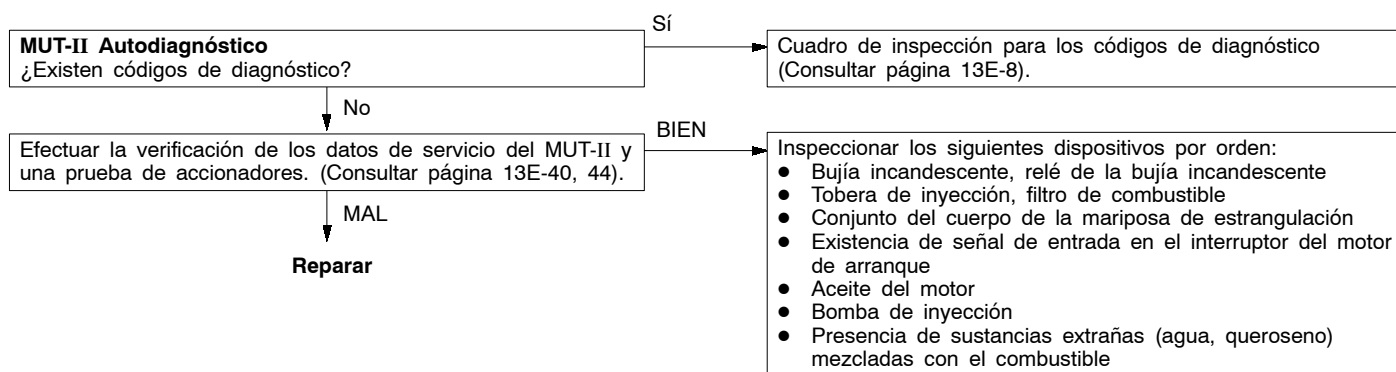 MUT-II Autodiagnóstico
¿Existen códigos de diagnóstico?
Sí
Cuadro de inspección para los códigos de diagnóstico
(Consultar página 13E-8).
No
Efectuar la verificación de los datos de servicio del MUT-II y
una prueba de accionadores. (Consultar página 13E-40, 44).
BIEN
Inspeccionar los siguientes dispositivos por orden:
● Bujía incandescente, relé de la bujía incandescente
● Tobera de inyección, filtro de combustible
● Conjunto del cuerpo de la mariposa de estrangulación
● Existencia de señal de entrada en el interruptor del motor
de arranque
● Aceite del motor
● Bomba de inyección
● Presencia de sustancias extrañas (agua, queroseno)
mezcladas con el combustible
MAL
Reparar